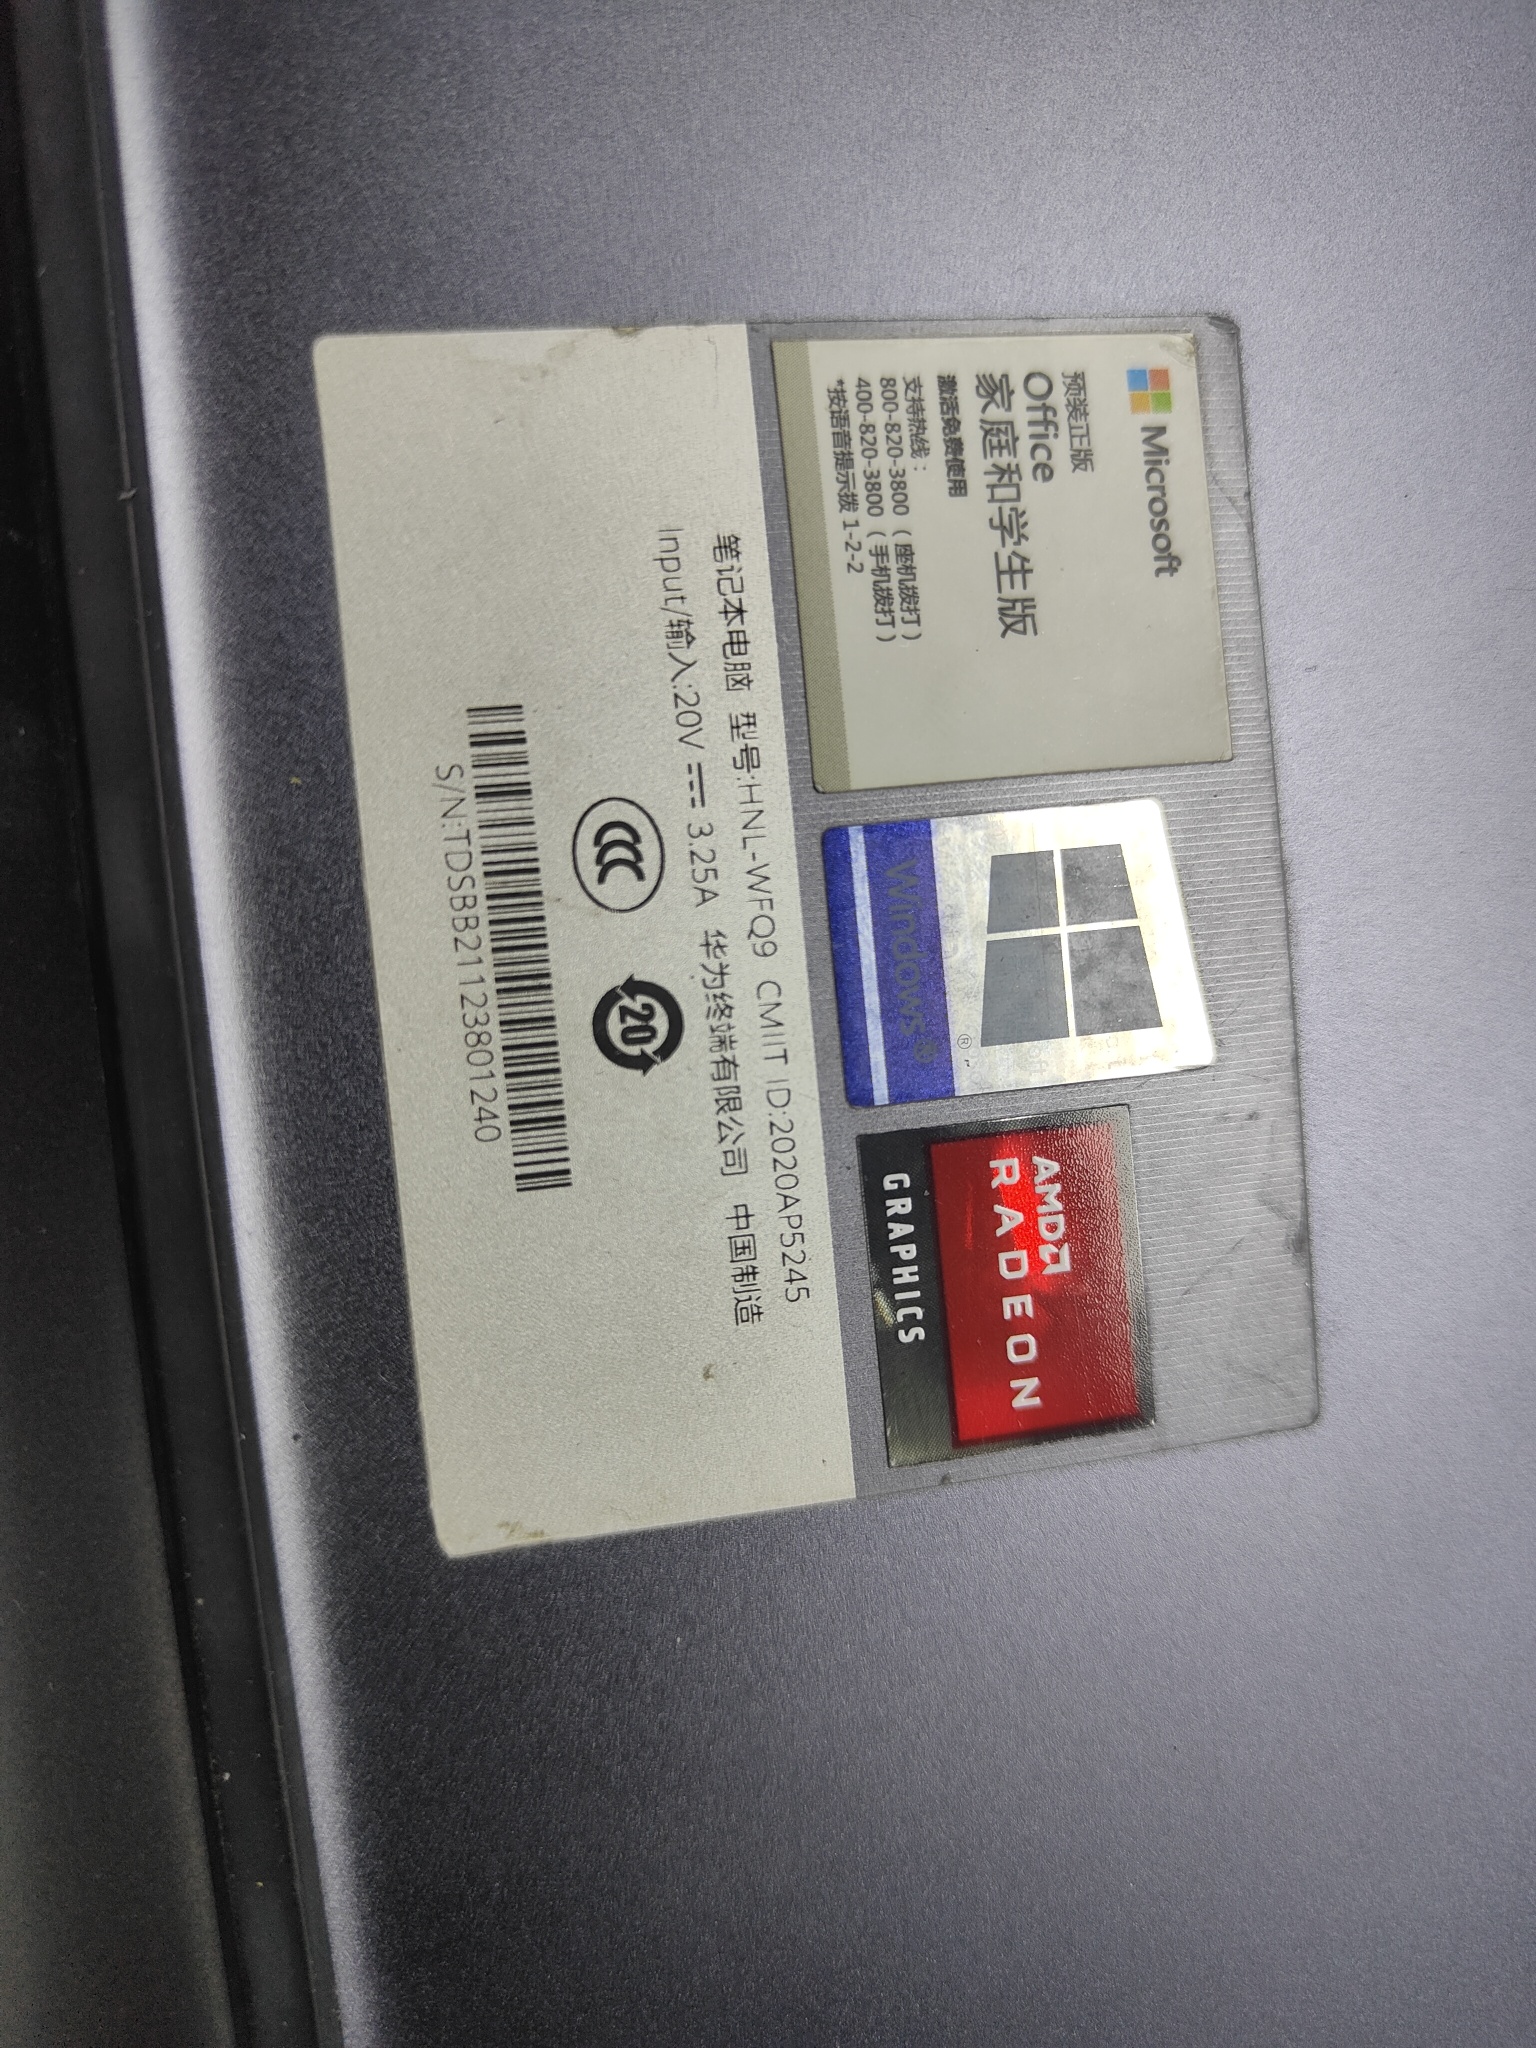 Microsoft
预装正版
Office
家庭和学生版
激活免费使用
支持热线：
800-820-3800（座机拨打）
400-820-3800（手机拨打）
*按语音提示拨 1-2-2
Windows®
®
AMD
RADEON
GRAPHICS
笔记本电脑 型号:HNL-WFQ9 CMIIT ID:2020AP5245
Input/输入:20V ⎓ 3.25A 华为终端有限公司 中国制造
CCC
20
S/N:TDSBB21123801240